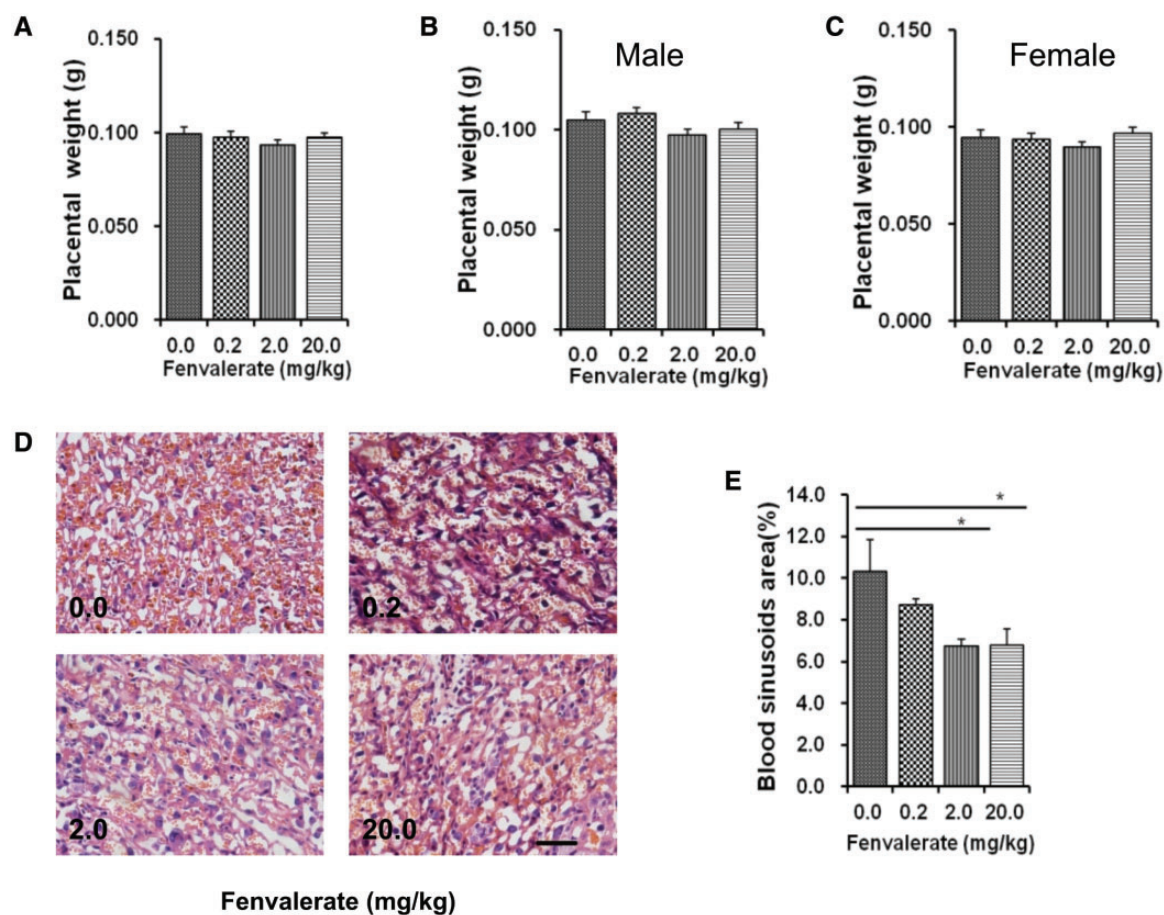 A
Placental weight (g)
0.150
0.100
0.050
0.000
0.0 0.2 2.0 20.0
Fenvalerate (mg/kg)
B
Male
Placental weight (g)
0.150
0.100
0.050
0.000
0.0 0.2 2.0 20.0
Fenvalerate (mg/kg)
C
Female
Placental weight (g)
0.150
0.100
0.050
0.000
0.0 0.2 2.0 20.0
Fenvalerate (mg/kg)
D
0.0
0.2
2.0
20.0
Fenvalerate (mg/kg)
E
Blood sinusoids area(%)
14.0
12.0
10.0
8.0
6.0
4.0
2.0
0.0
*
*
0.0 0.2 2.0 20.0
Fenvalerate (mg/kg)